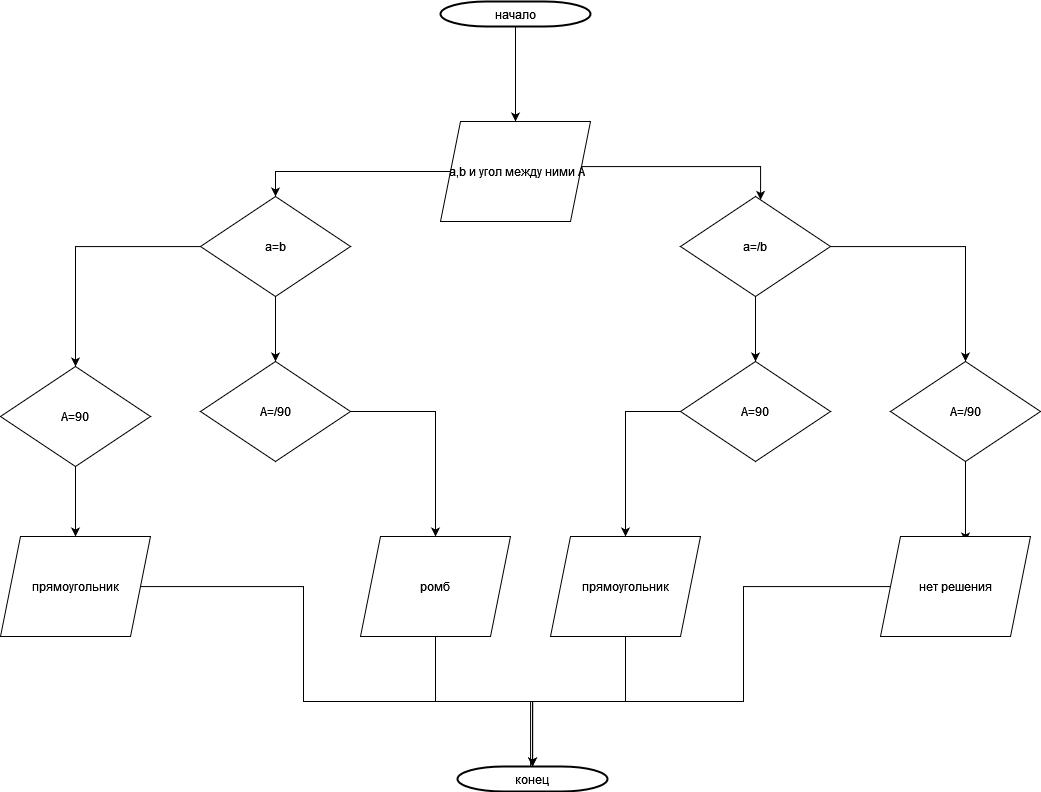 начало
a,b и угол между ними A
a=b
a=/b
A=90
A=/90
A=90
A=/90
прямоугольник
ромб
прямоугольник
нет решения
конец